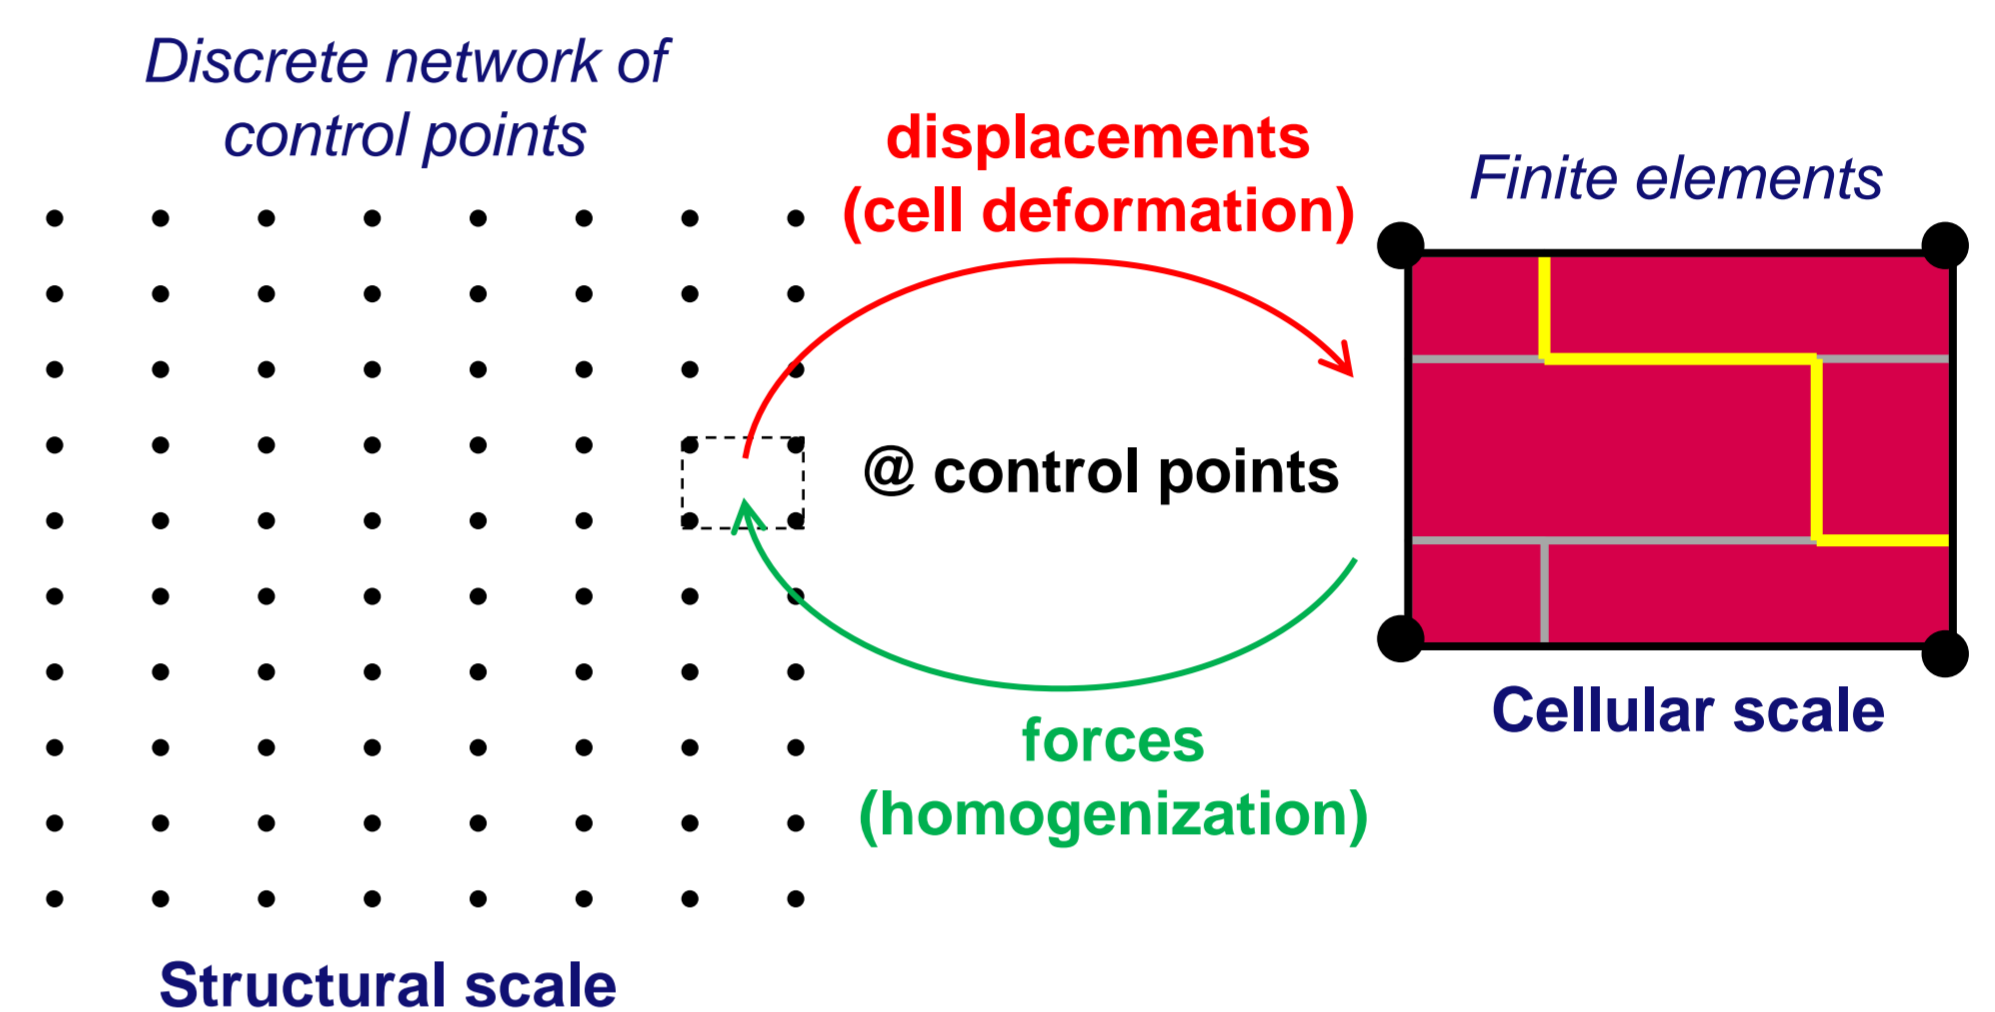 Discrete network of
control points
displacements
(cell deformation)
Finite elements
@ control points
Cellular scale
forces
(homogenization)
Structural scale